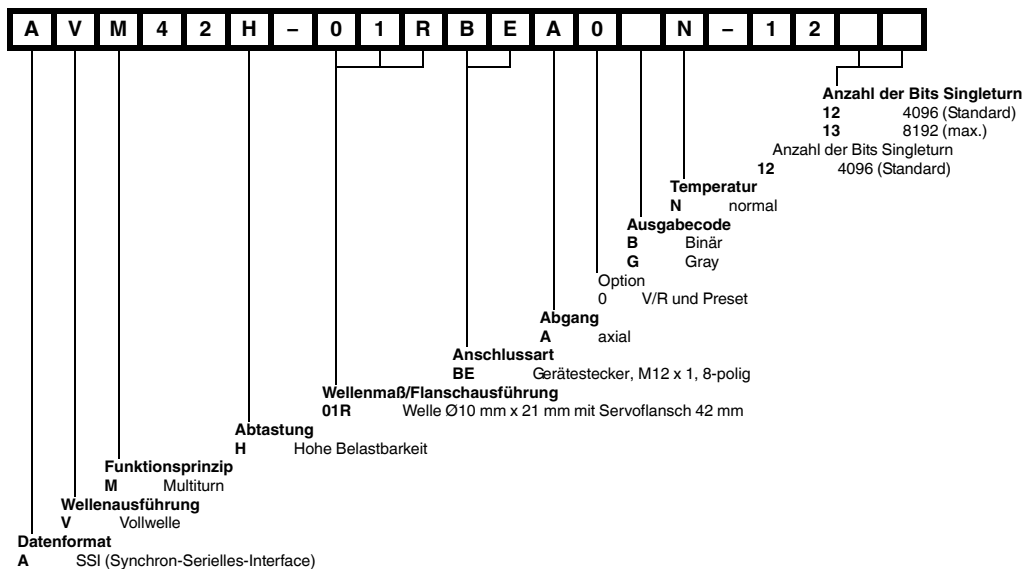 A V M 4 2 H – 0 1 R B E A 0 N – 1 2
Anzahl der Bits Singleturn
12 4096 (Standard)
13 8192 (max.)
Anzahl der Bits Singleturn
12 4096 (Standard)
Temperatur
N normal
Ausgabecode
B Binär
G Gray
Option
0 V/R und Preset
Abgang
A axial
Anschlussart
BE Gerätestecker, M12 x 1, 8-polig
Wellenmaß/Flanschausführung
01R Welle Ø10 mm x 21 mm mit Servoflansch 42 mm
Abtastung
H Hohe Belastbarkeit
Funktionsprinzip
M Multiturn
Wellenausführung
V Vollwelle
Datenformat
A SSI (Synchron-Serielles-Interface)